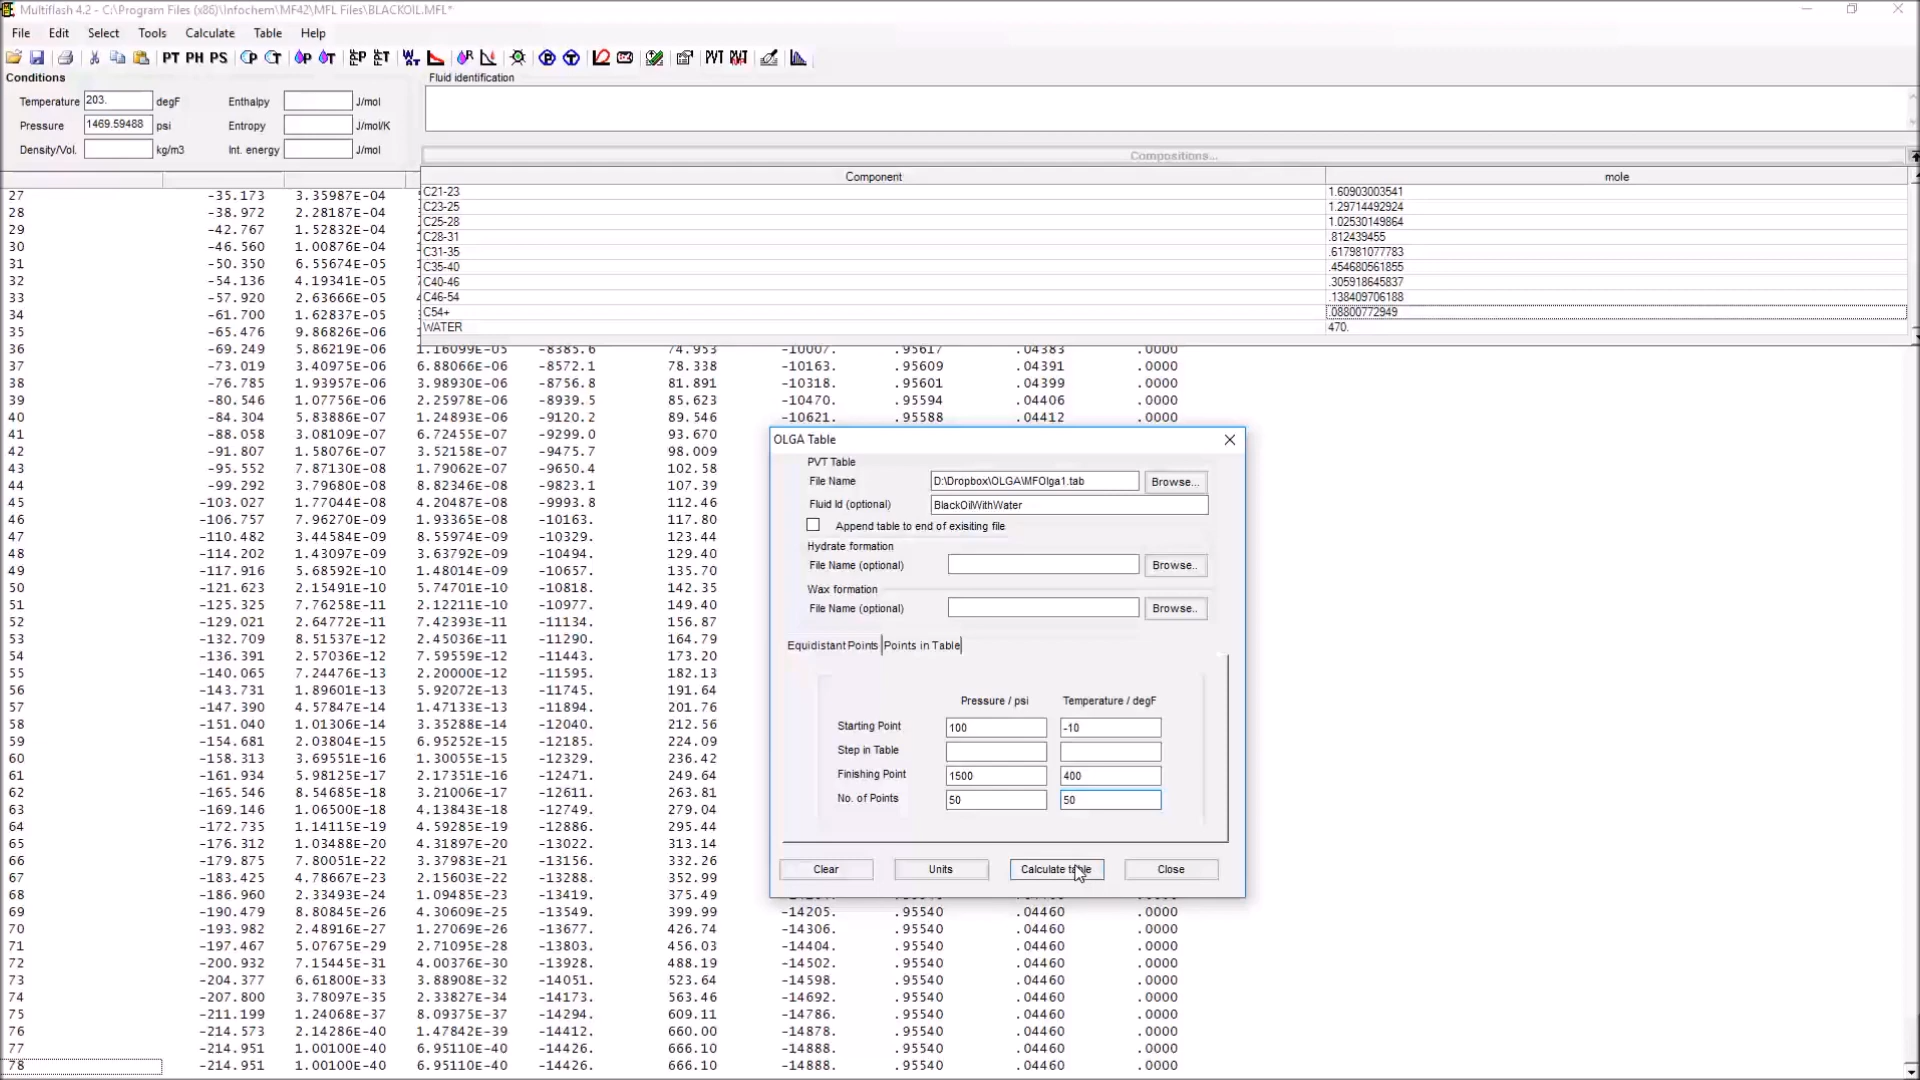 Multiflash 4.2 - C:\Program Files (x86)\Infochem\MF42\MFL Files\BLACKOIL.MFL*
File Edit Select Tools Calculate Table Help
PT PH PS
PVT
Conditions
Fluid identification
Temperature 203. degF Enthalpy J/mol
Pressure 1469.59488 psi Entropy J/mol/K
Density/Vol. kg/m3 Int. energy J/mol
Compositions...
Component mole
C21-23 1.60903003541
C23-25 1.29714492924
C25-28 1.02530149864
C28-31 .812439455
C31-35 .617981077783
C35-40 .454680561855
C40-46 .305918645837
C46-54 .138409706188
C54+ .08800772949
WATER 470.
27 -35.173 3.35987E-04
28 -38.972 2.28187E-04
29 -42.767 1.52832E-04
30 -46.560 1.00876E-04
31 -50.350 6.55674E-05
32 -54.136 4.19341E-05
33 -57.920 2.63666E-05
34 -61.700 1.62837E-05
35 -65.476 9.86826E-06
36 -69.249 5.86219E-06 1.16099E-05 -8385.6 74.953 -10007. .95617 .04383 .0000
37 -73.019 3.40975E-06 6.88066E-06 -8572.1 78.338 -10163. .95609 .04391 .0000
38 -76.785 1.93957E-06 3.98930E-06 -8756.8 81.891 -10318. .95601 .04399 .0000
39 -80.546 1.07756E-06 2.25978E-06 -8939.5 85.623 -10470. .95594 .04406 .0000
40 -84.304 5.83887E-07 1.24893E-06 -9120.2 89.546 -10621. .95588 .04412 .0000
41 -88.058 3.08109E-07 6.72455E-07 -9299.0 93.670
42 -91.807 1.58076E-07 3.52158E-07 -9475.7 98.009
43 -95.552 7.87130E-08 1.79062E-07 -9650.4 102.58
44 -99.292 3.79680E-08 8.82346E-08 -9823.1 107.39
45 -103.027 1.77044E-08 4.20487E-08 -9993.8 112.46
46 -106.757 7.96270E-09 1.93365E-08 -10163. 117.80
47 -110.482 3.44584E-09 8.55974E-09 -10329. 123.44
48 -114.202 1.43097E-09 3.63792E-09 -10494. 129.40
49 -117.916 5.68592E-10 1.48014E-09 -10657. 135.70
50 -121.623 2.15491E-10 5.74701E-10 -10818. 142.35
51 -125.325 7.76258E-11 2.12211E-10 -10977. 149.40
52 -129.021 2.64772E-11 7.42393E-11 -11134. 156.87
53 -132.709 8.51537E-12 2.45036E-11 -11290. 164.79
54 -136.391 2.57036E-12 7.59559E-12 -11443. 173.20
55 -140.065 7.24476E-13 2.20000E-12 -11595. 182.13
56 -143.731 1.89601E-13 5.92072E-13 -11745. 191.64
57 -147.390 4.57847E-14 1.47133E-13 -11894. 201.76
58 -151.040 1.01306E-14 3.35288E-14 -12040. 212.56
59 -154.681 2.03804E-15 6.95252E-15 -12185. 224.09
60 -158.313 3.69551E-16 1.30055E-15 -12329. 236.42
61 -161.934 5.98125E-17 2.17351E-16 -12471. 249.64
62 -165.546 8.54685E-18 3.21006E-17 -12611. 263.81
63 -169.146 1.06500E-18 4.13843E-18 -12749. 279.04
64 -172.735 1.14115E-19 4.59285E-19 -12886. 295.44
65 -176.312 1.03488E-20 4.31897E-20 -13022. 313.14
66 -179.875 7.80051E-22 3.37983E-21 -13156. 332.26
67 -183.425 4.78667E-23 2.15603E-22 -13288. 352.99
68 -186.960 2.33493E-24 1.09485E-23 -13419. 375.49
69 -190.479 8.80845E-26 4.30609E-25 -13549. 399.99 -14205. .95540 .04460 .0000
70 -193.982 2.48916E-27 1.27069E-26 -13677. 426.74 -14306. .95540 .04460 .0000
71 -197.467 5.07675E-29 2.71095E-28 -13803. 456.03 -14404. .95540 .04460 .0000
72 -200.932 7.15445E-31 4.00376E-30 -13928. 488.19 -14502. .95540 .04460 .0000
73 -204.377 6.61800E-33 3.88908E-32 -14051. 523.64 -14598. .95540 .04460 .0000
74 -207.800 3.78097E-35 2.33827E-34 -14173. 563.46 -14692. .95540 .04460 .0000
75 -211.199 1.24068E-37 8.09375E-37 -14294. 609.11 -14786. .95540 .04460 .0000
76 -214.573 2.14286E-40 1.47842E-39 -14412. 660.00 -14878. .95540 .04460 .0000
77 -214.951 1.00100E-40 6.95110E-40 -14426. 666.10 -14888. .95540 .04460 .0000
78 -214.951 1.00100E-40 6.95110E-40 -14426. 666.10 -14888. .95540 .04460 .0000
OLGA Table
PVT Table
File Name D:\Dropbox\OLGA\MFOlga1.tab Browse...
Fluid Id (optional) BlackOilWithWater
Append table to end of exisiting file
Hydrate formation
File Name (optional) Browse..
Wax formation
File Name (optional) Browse..
Equidistant Points Points in Table
Pressure / psi Temperature / degF
Starting Point 100 -10
Step in Table
Finishing Point 1500 400
No. of Points 50 50
Clear Units Calculate table Close